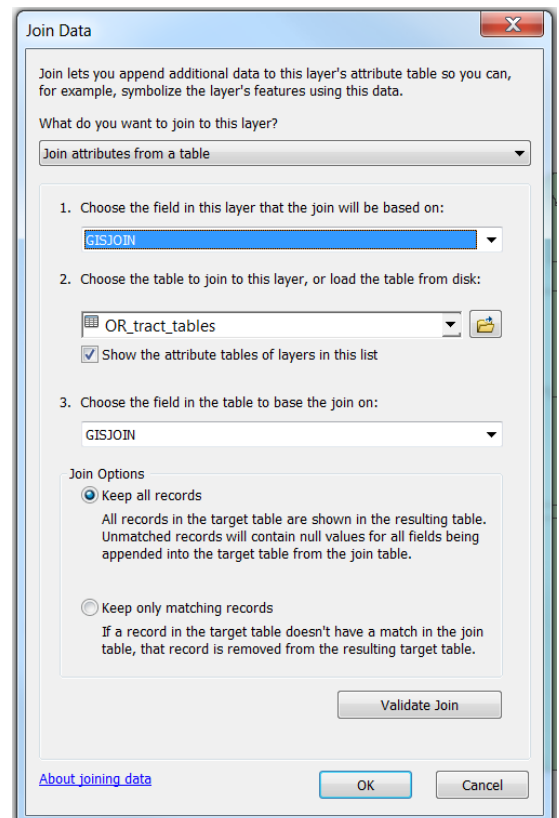 Join Data
Join lets you append additional data to this layer's attribute table so you can,
for example, symbolize the layer's features using this data.
What do you want to join to this layer?
Join attributes from a table
1. Choose the field in this layer that the join will be based on:
GISJOIN
2. Choose the table to join to this layer, or load the table from disk:
OR_tract_tables
Show the attribute tables of layers in this list
3. Choose the field in the table to base the join on:
GISJOIN
Join Options
Keep all records
All records in the target table are shown in the resulting table.
Unmatched records will contain null values for all fields being
appended into the target table from the join table.
Keep only matching records
If a record in the target table doesn't have a match in the join
table, that record is removed from the resulting target table.
Validate Join
About joining data
OK
Cancel